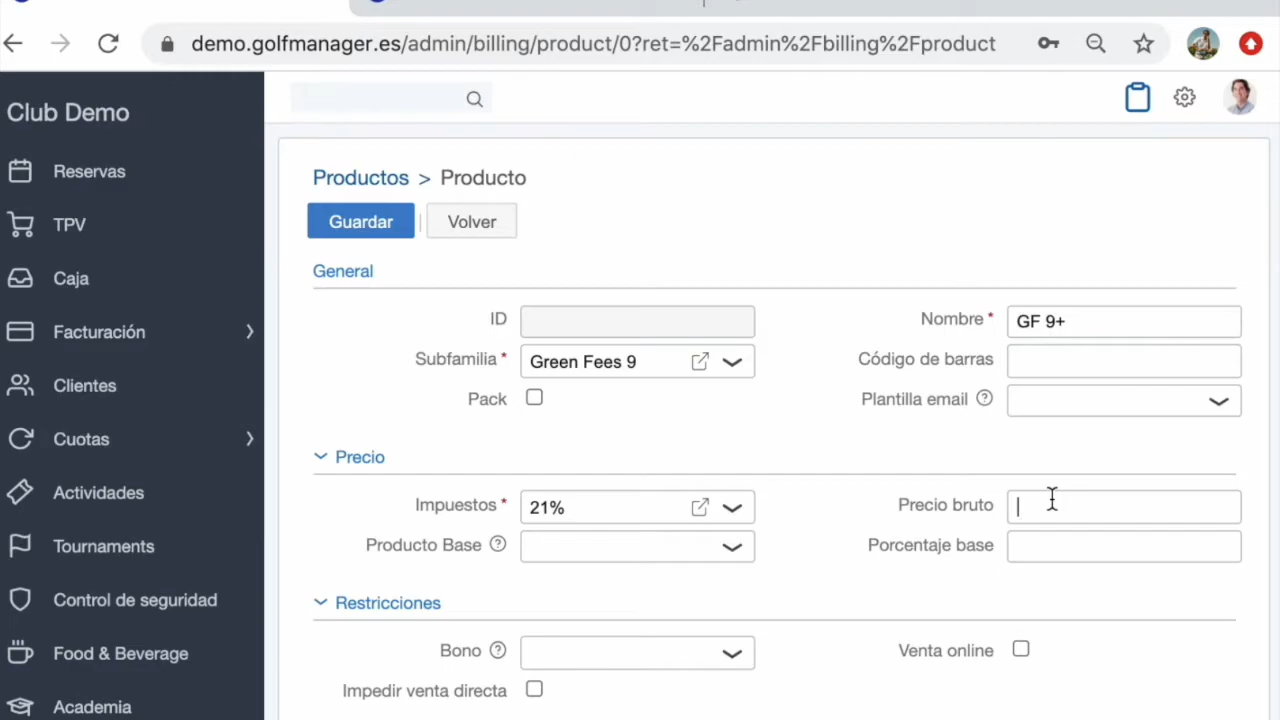 demo.golfmanager.es/admin/billing/product/0?ret=%2Fadmin%2Fbilling%2Fproduct
Club Demo
Reservas
TPV
Caja
Facturación
Clientes
Cuotas
Actividades
Tournaments
Control de seguridad
Food & Beverage
Academia
Productos > Producto
Guardar | Volver
General
ID
Nombre * GF 9+
Subfamilia * Green Fees 9
Código de barras
Pack
Plantilla email ?
Precio
Impuestos * 21%
Precio bruto
Producto Base ?
Porcentaje base
Restricciones
Bono ?
Venta online
Impedir venta directa